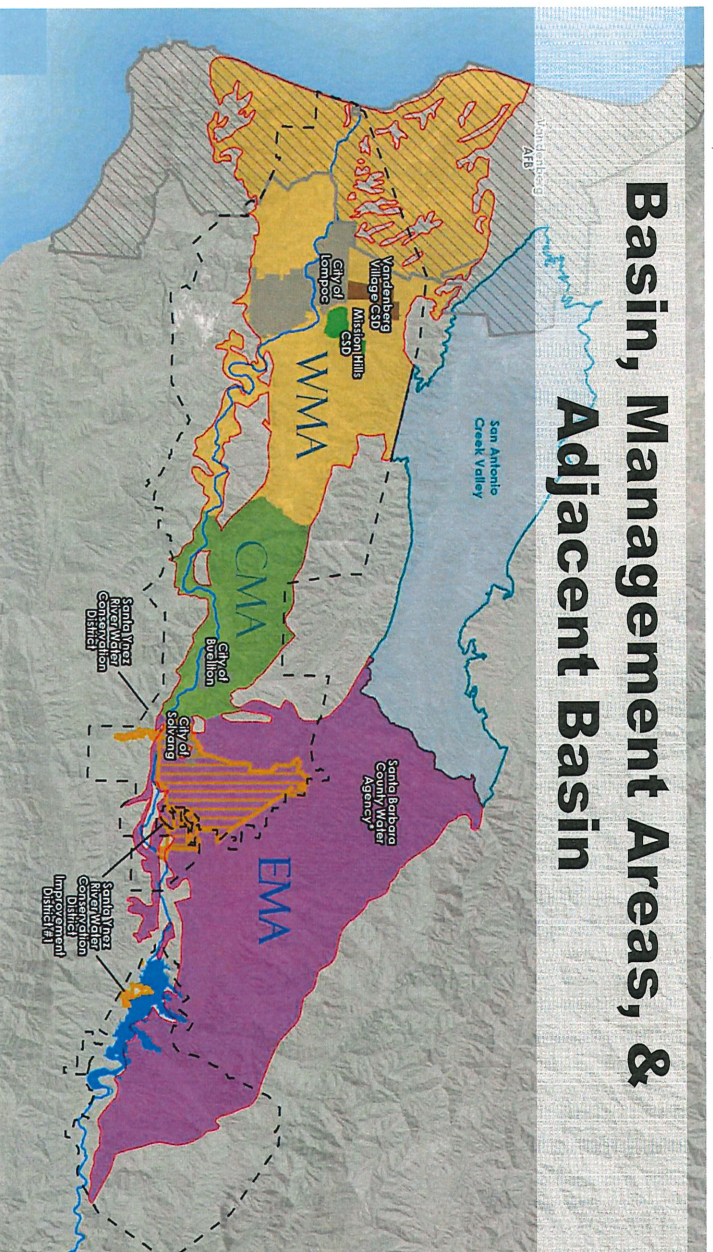 Basin, Management Areas, &
Adjacent Basin
Vandenberg
AFB
San Antonio
Creek Valley
Vandenberg
Village CSD
Mission Hills
CSD
City of
Lompoc
WMA
CMA
City of
Buellton
Santa Ynez
River Water
Conservation
District
City of
Solvang
Santa Barbara
County Water
Agency*
EMA
Santa Ynez
River Water
Conservation
District
Improvement
District #1